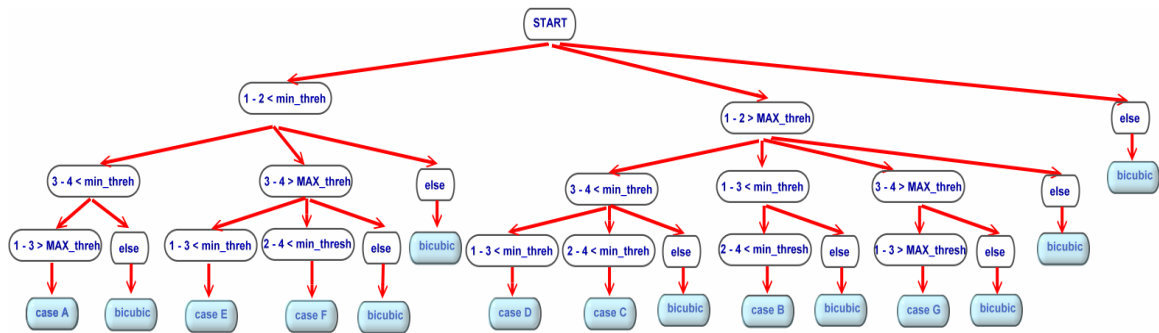 START
1 - 2 < min_threh
1 - 2 > MAX_threh
else
3 - 4 < min_threh
3 - 4 > MAX_threh
else
3 - 4 < min_threh
1 - 3 < min_threh
3 - 4 > MAX_threh
else
bicubic
1 - 3 > MAX_threh
else
1 - 3 < min_threh
2 - 4 < min_thresh
else
bicubic
1 - 3 < min_threh
2 - 4 < min_threh
else
2 - 4 < min_thresh
else
1 - 3 > MAX_thresh
else
bicubic
case A
bicubic
case E
case F
bicubic
case D
case C
bicubic
case B
bicubic
case G
bicubic